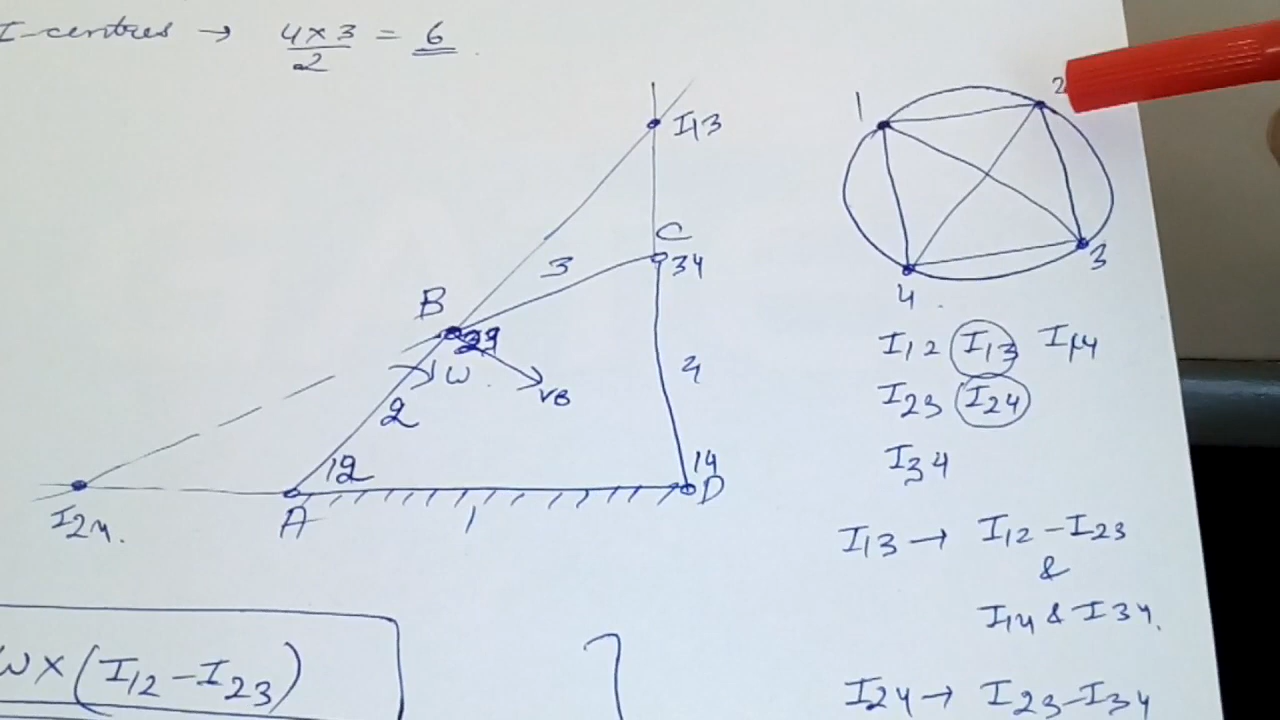 I-centres → 4×3/2 = 6.
I13
C
34
3
B
23
ω
VB
2
4
12
14
D
I24.
A
1
1
2
3
4.
I12 I13 I14
I23 I24
I34
I13 → I12 - I23
&
I14 & I34.
I24 → I23 - I34
ω×(I12 - I23)